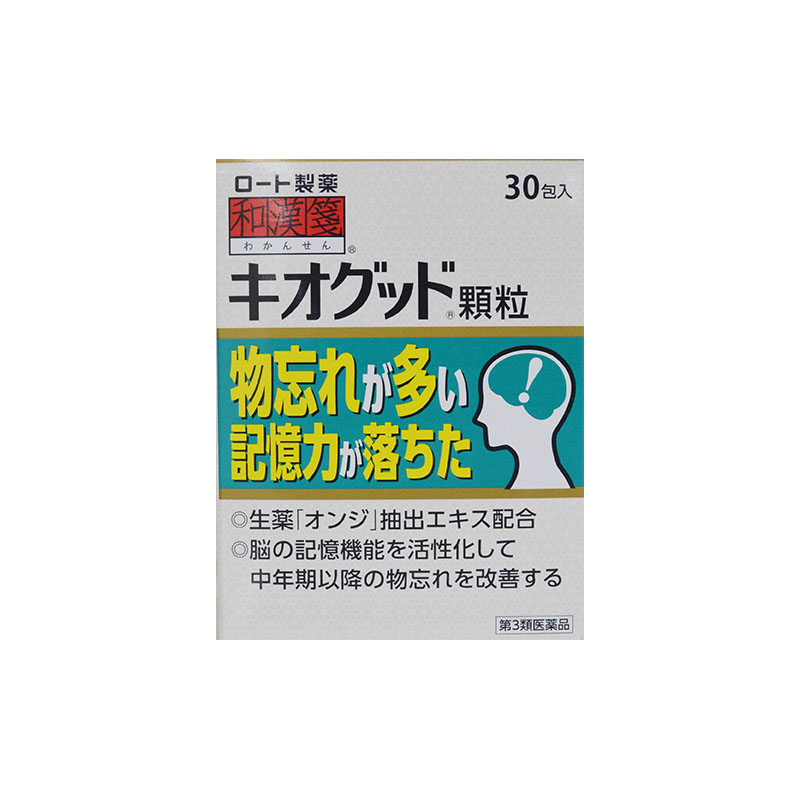 ロート製薬
30包入
和漢箋
わかんせん®
キオグッド®顆粒
物忘れが多い
記憶力が落ちた
◎生薬｢オンジ｣抽出エキス配合
◎脳の記憶機能を活性化して
中年期以降の物忘れを改善する
第3類医薬品